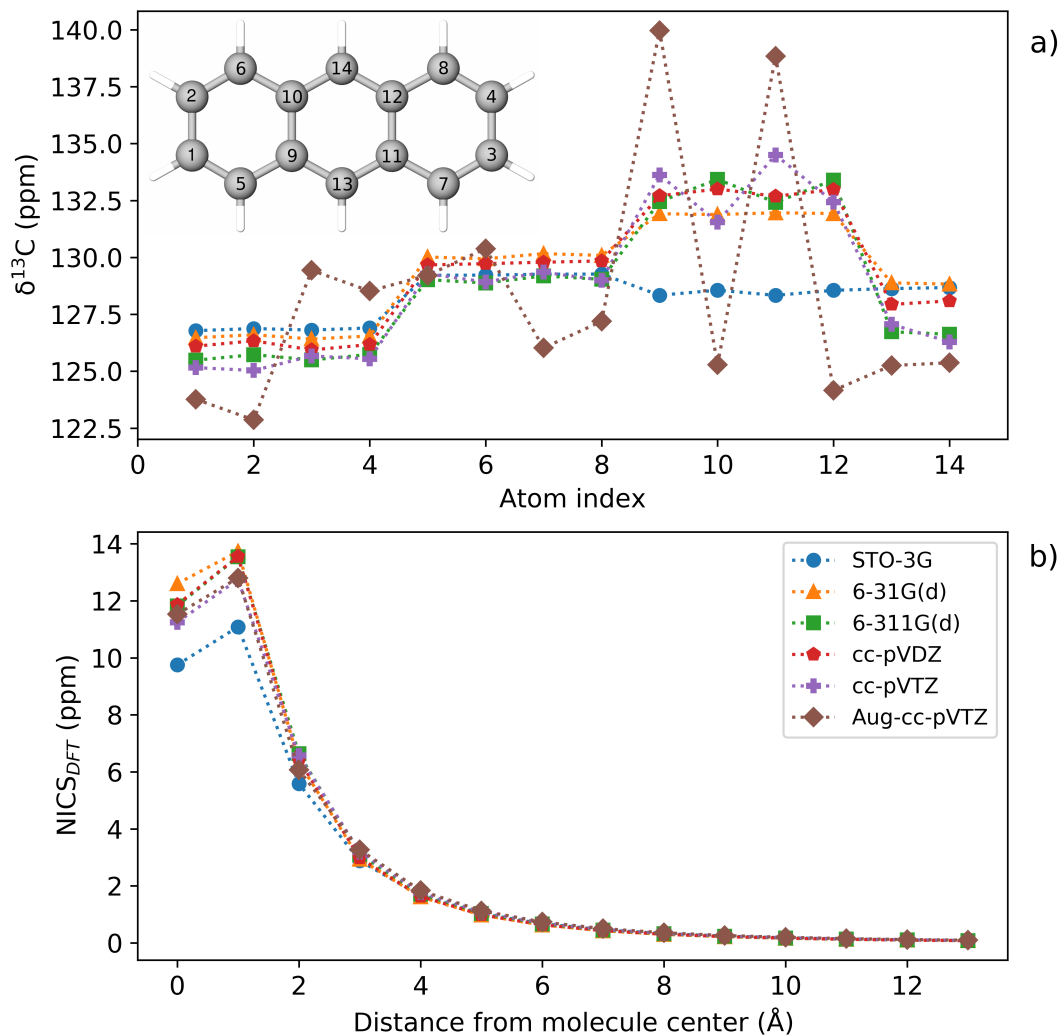 a)
140.0
137.5
135.0
132.5
130.0
127.5
125.0
122.5
δ¹³C (ppm)
6 14 8
2 10 12 4
1 9 11 3
5 13 7
0 2 4 6 8 10 12 14
Atom index
b)
14
12
10
8
6
4
2
0
NICS_DFT (ppm)
STO-3G
6-31G(d)
6-311G(d)
cc-pVDZ
cc-pVTZ
Aug-cc-pVTZ
0 2 4 6 8 10 12
Distance from molecule center (Å)